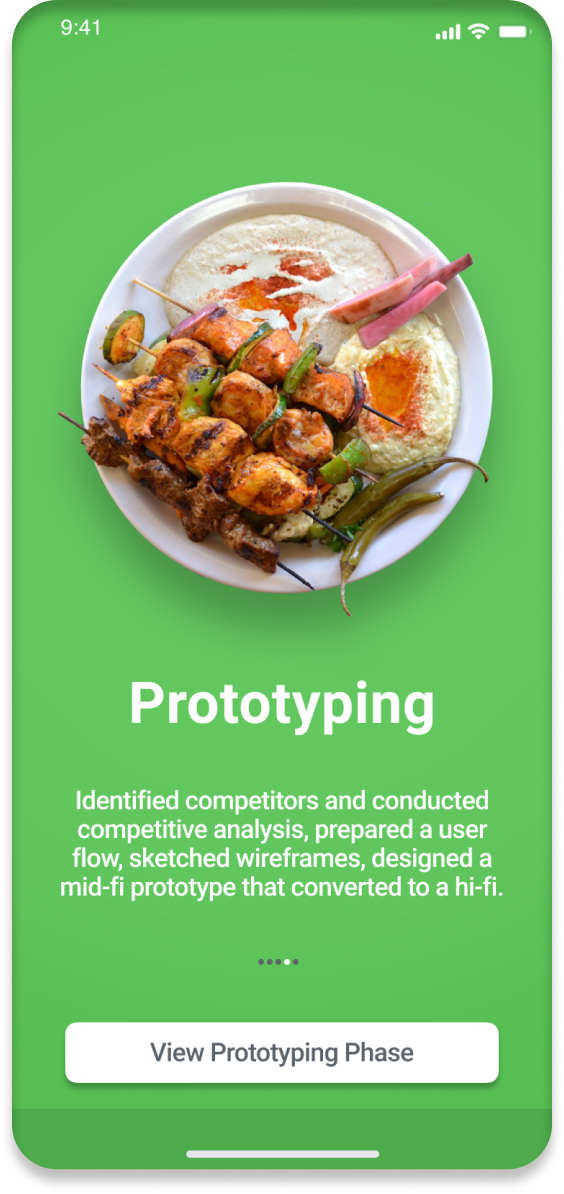 9:41
Prototyping
Identified competitors and conducted
competitive analysis, prepared a user
flow, sketched wireframes, designed a
mid-fi prototype that converted to a hi-fi.
View Prototyping Phase